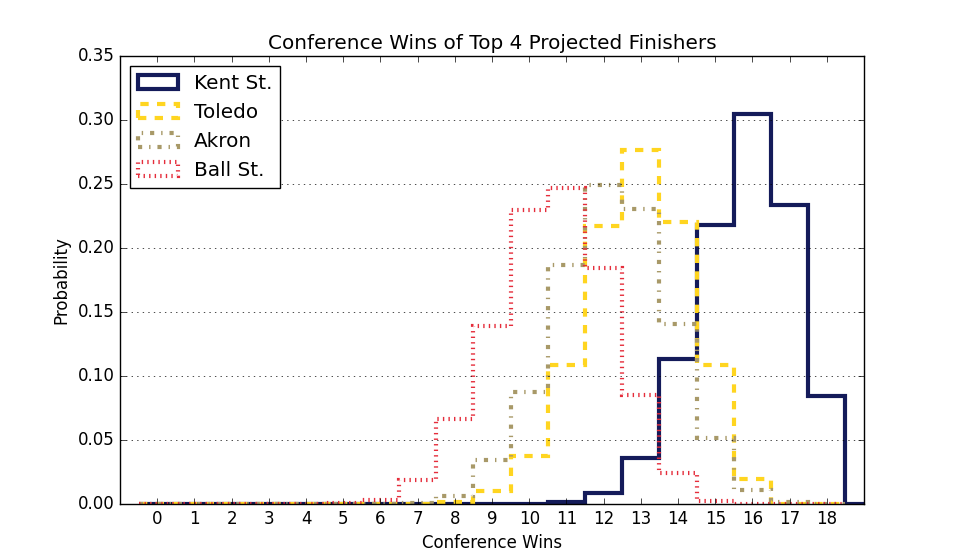 Conference Wins of Top 4 Projected Finishers
Kent St.
Toledo
Akron
Ball St.
Probability
0.35
0.30
0.25
0.20
0.15
0.10
0.05
0.00
0 1 2 3 4 5 6 7 8 9 10 11 12 13 14 15 16 17 18
Conference Wins